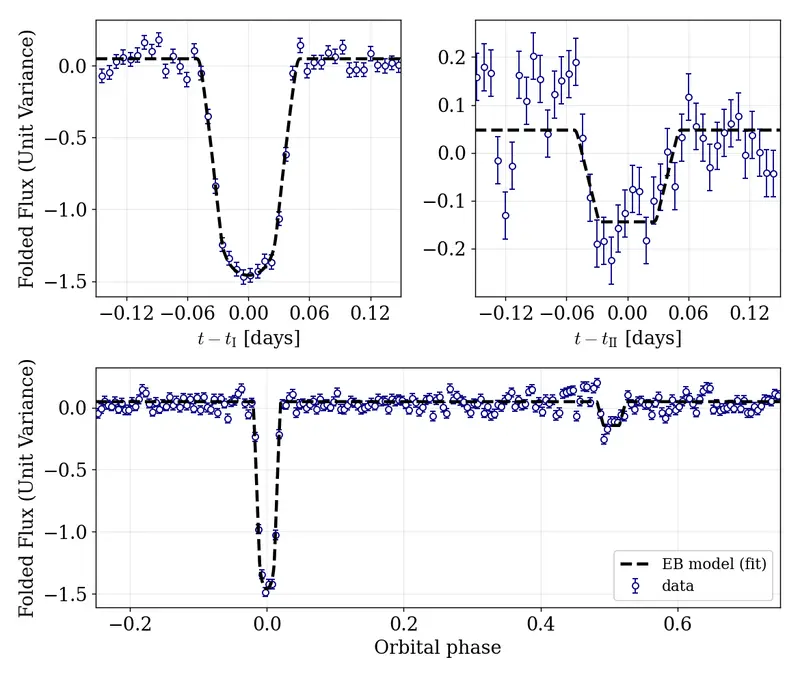 Folded Flux (Unit Variance)
0.0
−0.5
−1.0
−1.5
−0.12 −0.06 0.00 0.06 0.12
t − t_I [days]
0.2
0.1
0.0
−0.1
−0.2
−0.12 −0.06 0.00 0.06 0.12
t − t_II [days]
Folded Flux (Unit Variance)
0.0
−0.5
−1.0
−1.5
−0.2 0.0 0.2 0.4 0.6
Orbital phase
EB model (fit)
data